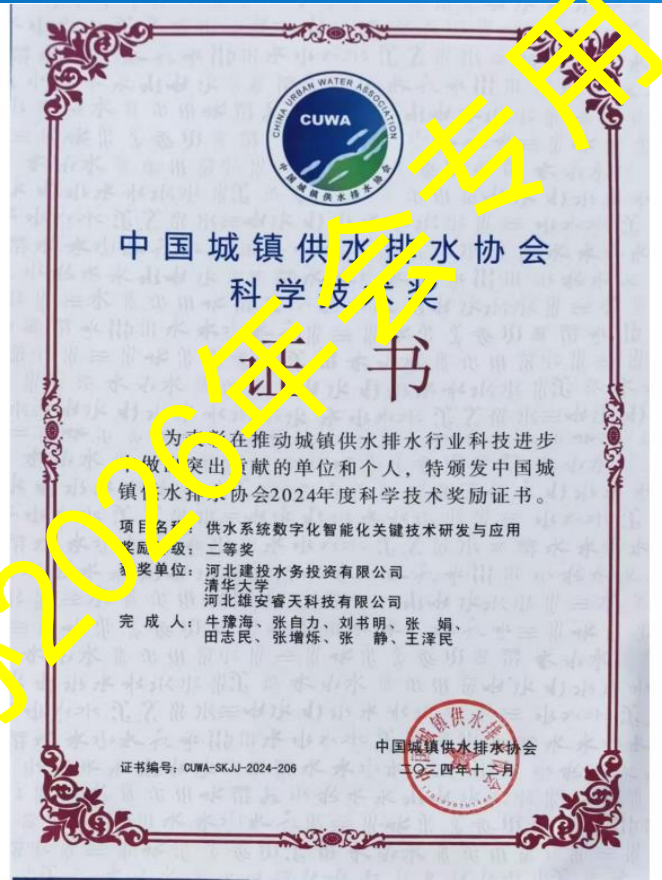 CHINA URBAN WATER ASSOCIATION
CUWA
中国城镇供水排水协会
中国城镇供水排水协会
科学技术奖
证书
为表彰在推动城镇供水排水行业科技进步
做出突出贡献的单位和个人，特颁发中国城
镇供水排水协会2024年度科学技术奖励证书。
项目名称：供水系统数字化智能化关键技术研发与应用
奖励等级：二等奖
获奖单位：河北建投水务投资有限公司
清华大学
河北雄安睿天科技有限公司
完成人：牛豫海、张自力、刘书明、张娟、
田志民、张增烁、张静、王泽民
中国城镇供水排水协会
二〇二四年十二月
证书编号：CUWA-SKJJ-2024-206
2026年会专用